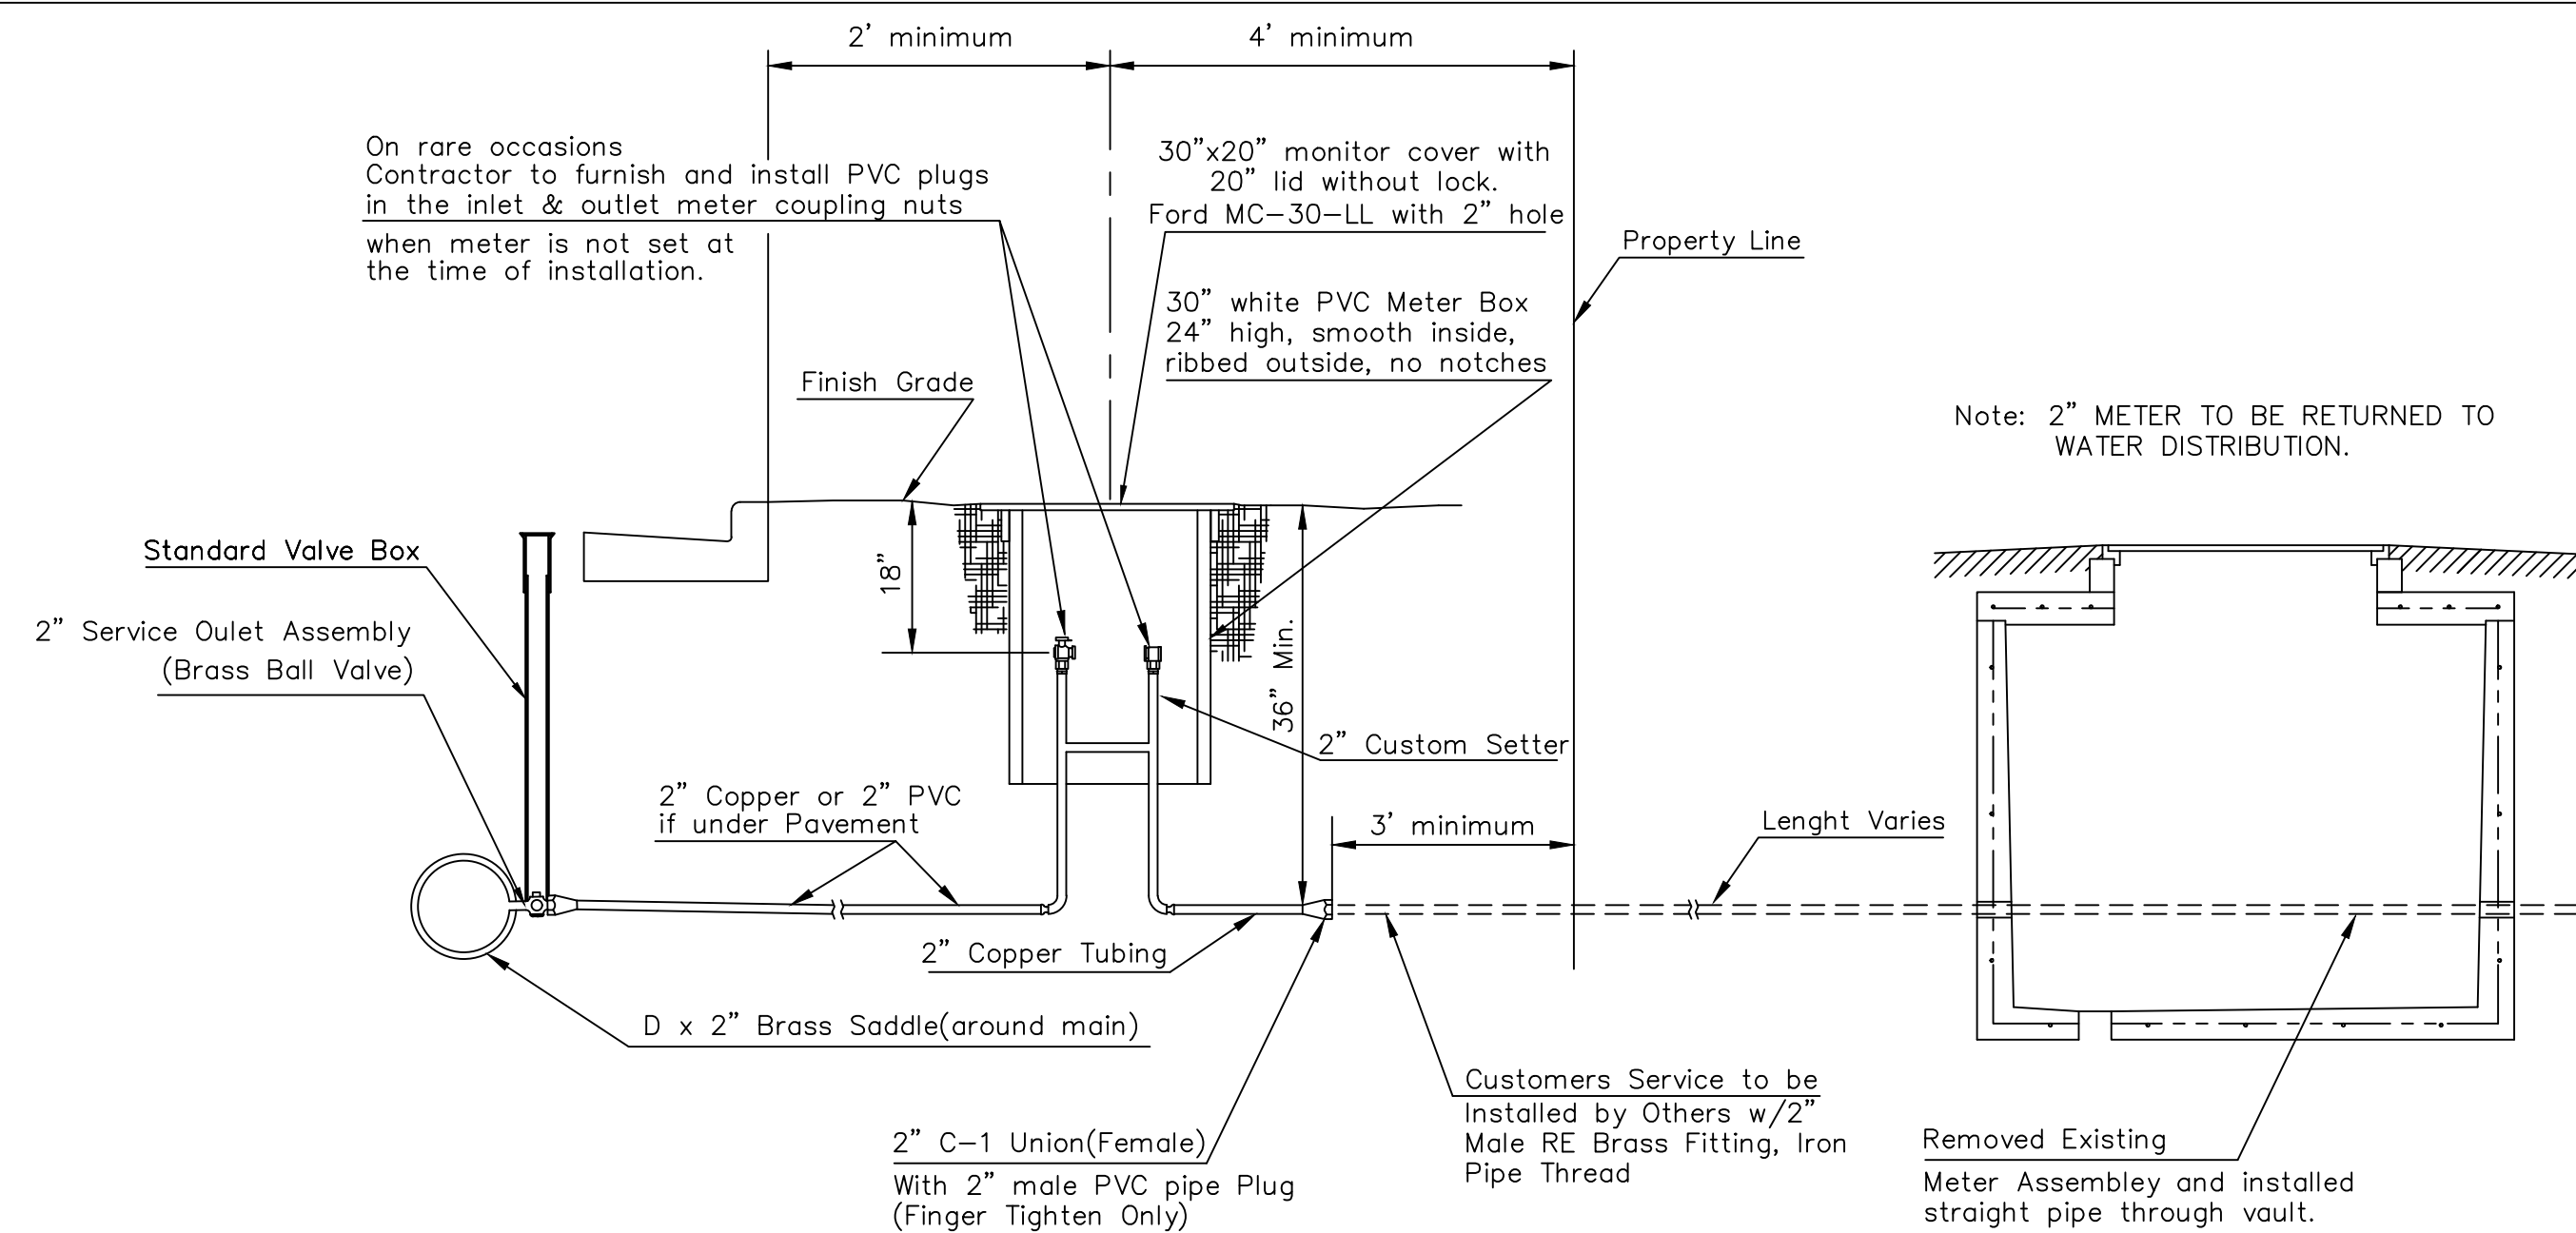 2’ minimum
4’ minimum
On rare occasions
Contractor to furnish and install PVC plugs
in the inlet & outlet meter coupling nuts
when meter is not set at
the time of installation.
30”x20” monitor cover with
20” lid without lock.
Ford MC–30–LL with 2” hole
Property Line
30” white PVC Meter Box
24” high, smooth inside,
ribbed outside, no notches
Finish Grade
Note: 2” METER TO BE RETURNED TO
WATER DISTRIBUTION.
Standard Valve Box
18”
2” Service Oulet Assembly
(Brass Ball Valve)
36” Min.
2” Custom Setter
2” Copper or 2” PVC
if under Pavement
3’ minimum
Lenght Varies
2” Copper Tubing
D x 2” Brass Saddle(around main)
Customers Service to be
Installed by Others w/2”
Male RE Brass Fitting, Iron
Pipe Thread
2” C–1 Union(Female)
With 2” male PVC pipe Plug
(Finger Tighten Only)
Removed Existing
Meter Assembley and installed
straight pipe through vault.